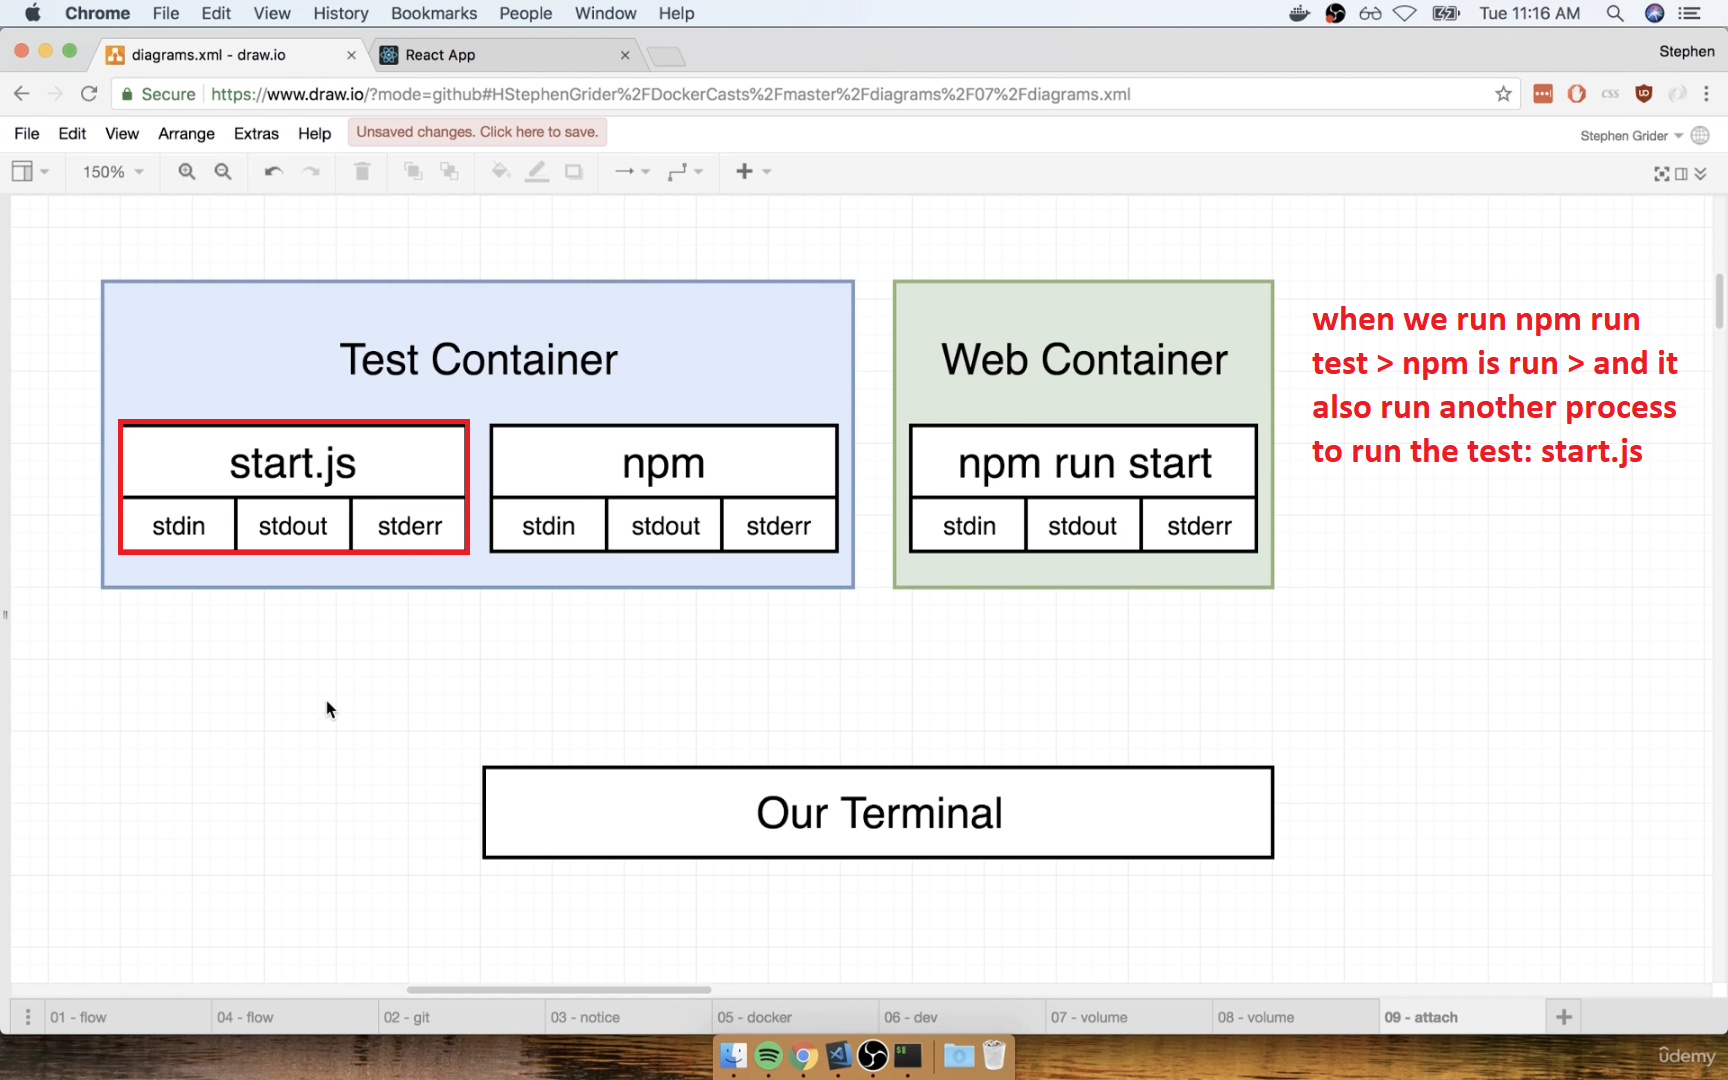 Chrome File Edit View History Bookmarks People Window Help Tue 11:16 AM
diagrams.xml - draw.io React App Stephen
Secure https://www.draw.io/?mode=github#HStephenGrider%2FDockerCasts%2Fmaster%2Fdiagrams%2F07%2Fdiagrams.xml CSS
File Edit View Arrange Extras Help Unsaved changes. Click here to save. Stephen Grider
150%
Test Container
start.js
stdin stdout stderr
npm
stdin stdout stderr
Web Container
npm run start
stdin stdout stderr
when we run npm run
test > npm is run > and it
also run another process
to run the test: start.js
Our Terminal
01 - flow 04 - flow 02 - git 03 - notice 05 - docker 06 - dev 07 - volume 08 - volume 09 - attach
ûdemy